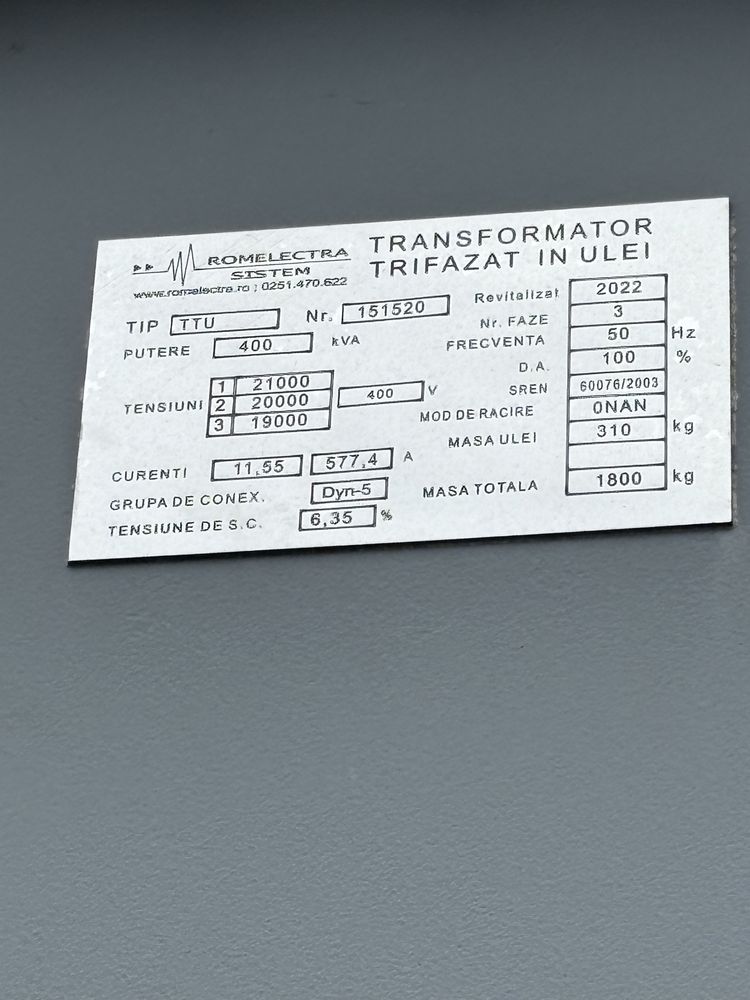 ROMELECTRA
SISTEM
www.romelectra.ro ; 0251.470.622
TRANSFORMATOR
TRIFAZAT IN ULEI
TIP TTU Nr. 151520
PUTERE 400 kVA
TENSIUNI 1 21000
2 20000
3 19000
400 V
CURENTI 11,55 577,4 A
GRUPA DE CONEX. Dyn-5
TENSIUNE DE S.C. 6,35 %
Revitalizat 2022
Nr. FAZE 3
FRECVENTA 50 Hz
D.A. 100 %
SREN 60076/2003
MOD DE RACIRE ONAN
MASA ULEI 310 kg
MASA TOTALA 1800 kg